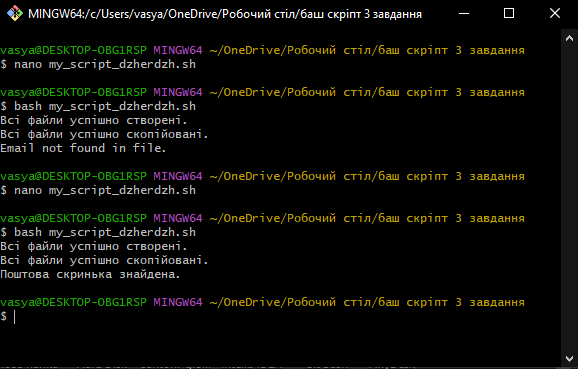 MINGW64:/c/Users/vasya/OneDrive/Робочий стіл/баш скріпт 3 завдання
vasya@DESKTOP-OBG1RSP MINGW64 ~/OneDrive/Робочий стіл/баш скріпт 3 завдання
$ nano my_script_dzherdzh.sh
vasya@DESKTOP-OBG1RSP MINGW64 ~/OneDrive/Робочий стіл/баш скріпт 3 завдання
$ bash my_script_dzherdzh.sh
Всі файли успішно створені.
Всі файли успішно скопійовані.
Email not found in file.
vasya@DESKTOP-OBG1RSP MINGW64 ~/OneDrive/Робочий стіл/баш скріпт 3 завдання
$ nano my_script_dzherdzh.sh
vasya@DESKTOP-OBG1RSP MINGW64 ~/OneDrive/Робочий стіл/баш скріпт 3 завдання
$ bash my_script_dzherdzh.sh
Всі файли успішно створені.
Всі файли успішно скопійовані.
Поштова скринька знайдена.
vasya@DESKTOP-OBG1RSP MINGW64 ~/OneDrive/Робочий стіл/баш скріпт 3 завдання
$